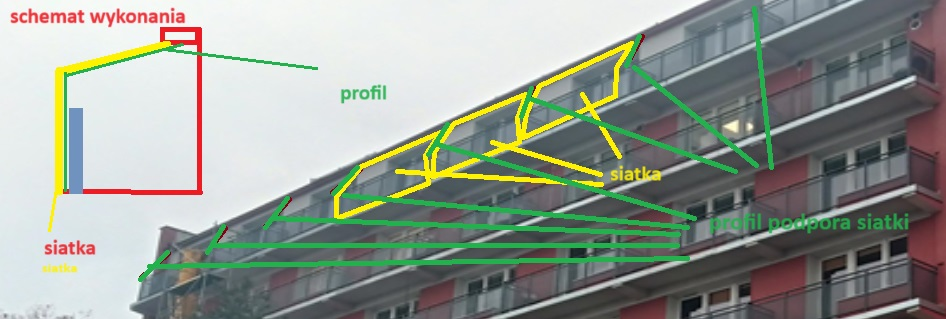 schemat wykonania
profil
siatka
profil podpora siatki
siatka
siatka